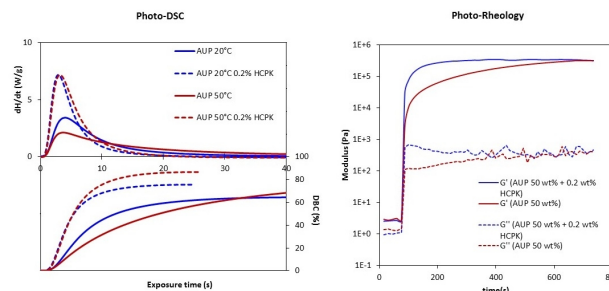 Photo-DSC
10
5
0
dH/dt (W/g)
AUP 20°C
AUP 20°C 0.2% HCPK
AUP 50°C
AUP 50°C 0.2% HCPK
0
10
20
30
40
100
80
60
40
20
0
DBC (%)
Exposure time (s)
Photo-Rheology
1E+6
1E+5
1E+4
1E+3
1E+2
1E+1
1E+0
Modulus (Pa)
G' (AUP 50 wt% + 0.2 wt%
HCPK)
G' (AUP 50 wt%)
G'' (AUP 50 wt% + 0.2 wt%
HCPK)
G'' (AUP 50 wt%)
0
200
400
600
time(s)